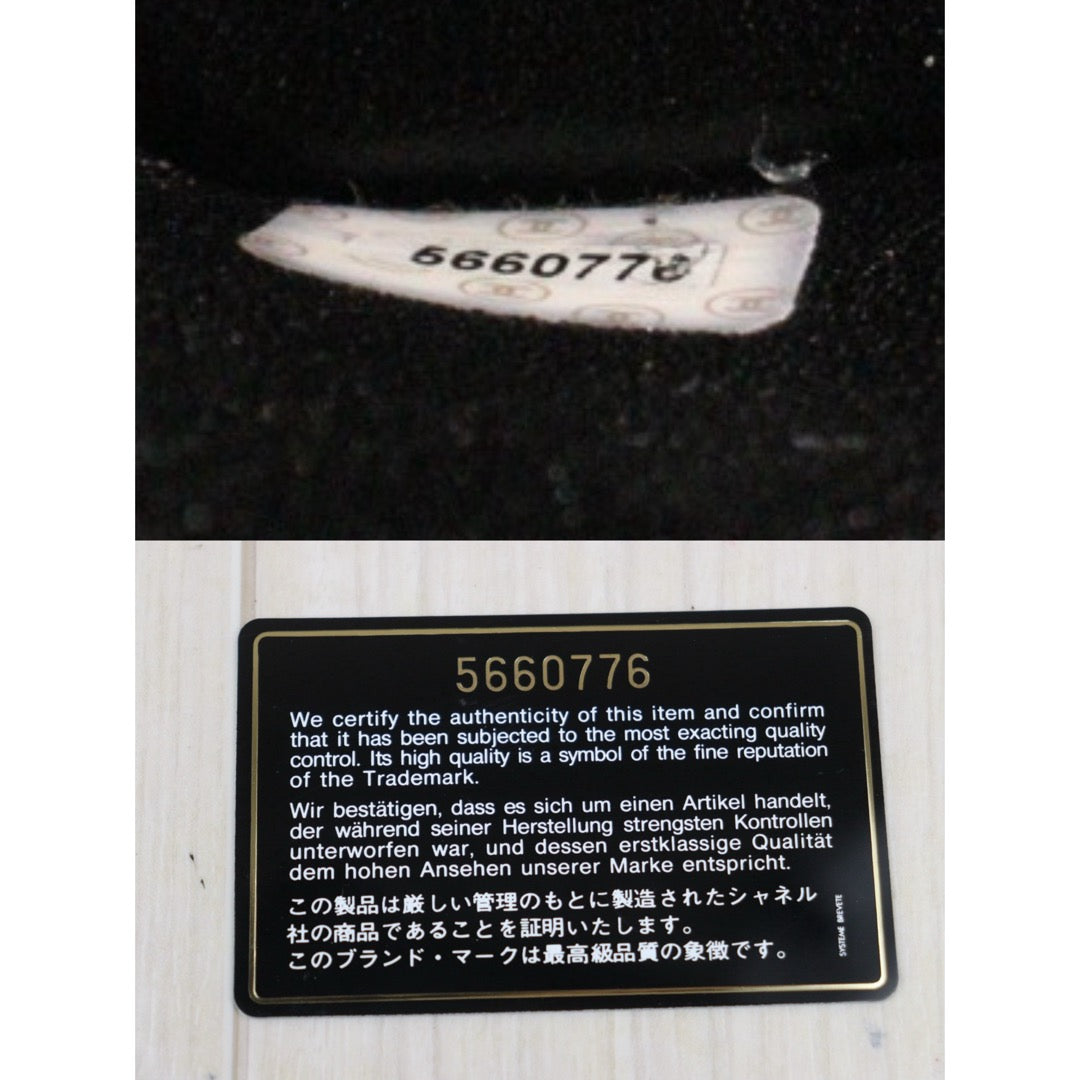 5660776
5660776
We certify the authenticity of this item and confirm
that it has been subjected to the most exacting quality
control. Its high quality is a symbol of the fine reputation
of the Trademark.
Wir bestätigen, dass es sich um einen Artikel handelt,
der während seiner Herstellung strengsten Kontrollen
unterworfen war, und dessen erstklassige Qualität
dem hohen Ansehen unserer Marke entspricht.
この製品は厳しい管理のもとに製造されたシャネル
社の商品であることを証明いたします。
このブランド・マークは最高級品質の象徴です。
SYSTEME BREVETE